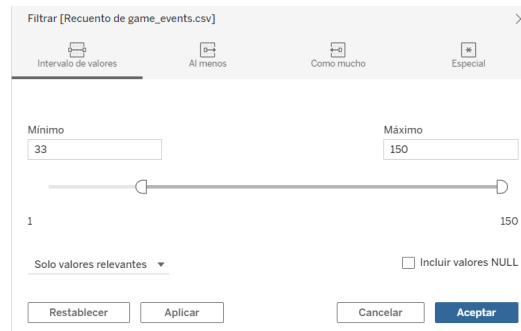 Filtrar [Recuento de game_events.csv]
Intervalo de valores
Al menos
Como mucho
Especial
Mínimo
Máximo
33
150
1
150
Solo valores relevantes
Incluir valores NULL
Restablecer
Aplicar
Cancelar
Aceptar